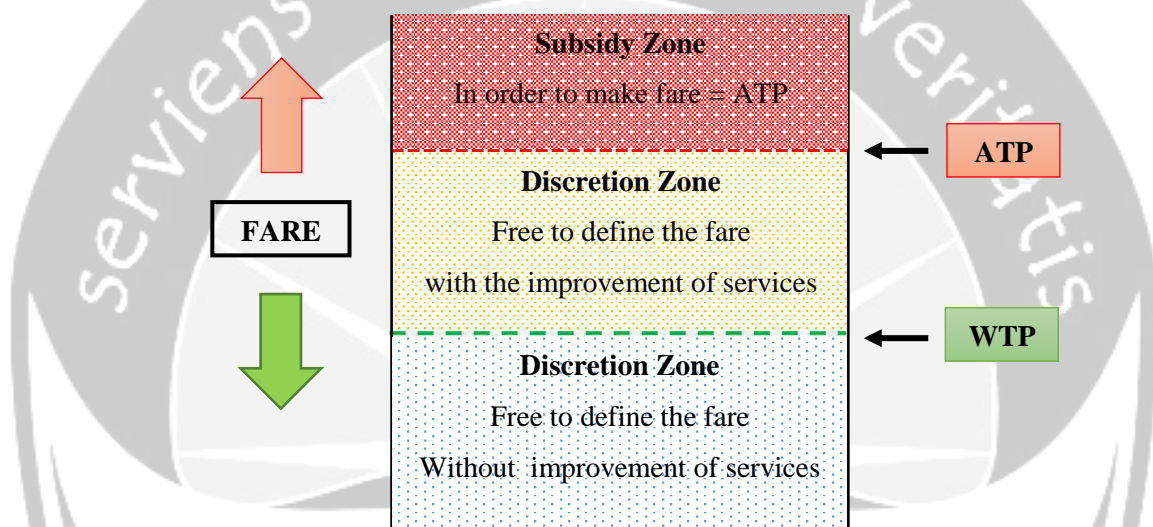 Subsidy Zone
In order to make fare = ATP
ATP
Discretion Zone
FARE
Free to define the fare
with the improvement of services
WTP
Discretion Zone
Free to define the fare
Without improvement of services
serviens
veritatis